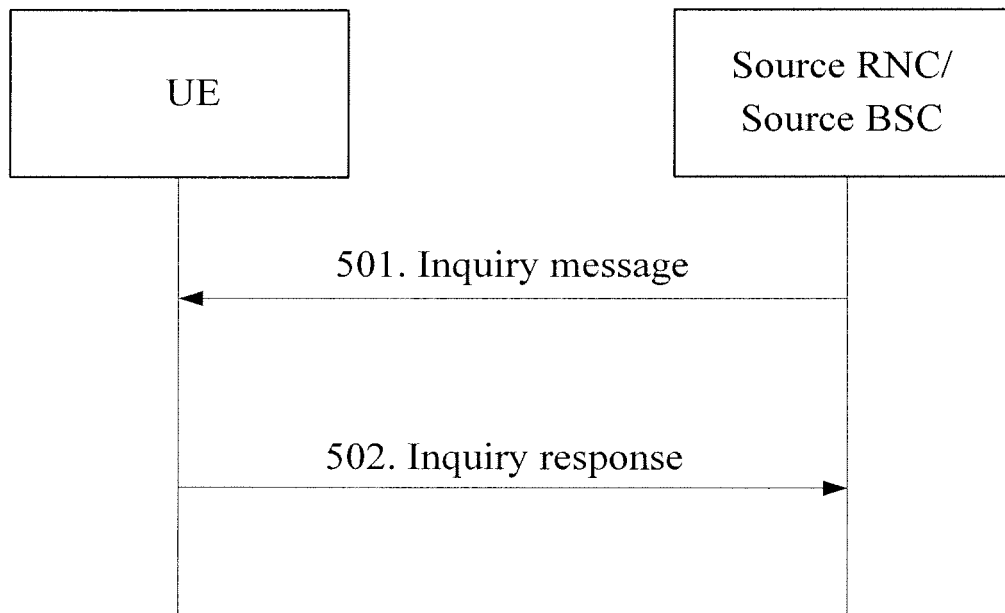 UE
Source RNC/
Source BSC
501. Inquiry message
502. Inquiry response